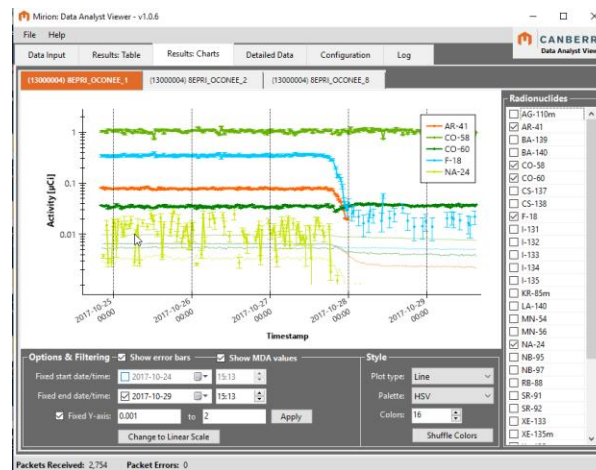 Mirion: Data Analyst Viewer - v1.0.6
File Help
CANBERR
Data Analyst View
Data Input Results: Table Results: Charts Detailed Data Configuration Log
(13000004) 8EPRI_OCONEE_1 (13000004) 8EPRI_OCONEE_2 (13000004) 8EPRI_OCONEE_8
Radionuclides
AG-110m
AR-41
BA-139
BA-140
CO-58
CO-60
CS-137
CS-138
F-18
I-131
I-132
I-133
I-134
I-135
KR-85m
LA-140
MN-54
MN-56
NA-24
NB-95
NB-97
RB-88
SR-91
SR-92
XE-133
XE-135m
AR-41
CO-58
CO-60
F-18
NA-24
Activity [µCi]
1
0.1
0.01
2017-10-25 00:00
2017-10-26 00:00
2017-10-27 00:00
2017-10-28 00:00
2017-10-29 00:00
Timestamp
Options & Filtering Show error bars Show MDA values
Fixed start date/time: 2017-10-24 15:13
Fixed end date/time: 2017-10-29 15:13
Fixed Y-axis: 0.001 to 2 Apply
Change to Linear Scale
Style
Plot type: Line
Palette: HSV
Colors: 16
Shuffle Colors
Packets Received: 2,754 Packet Errors: 0